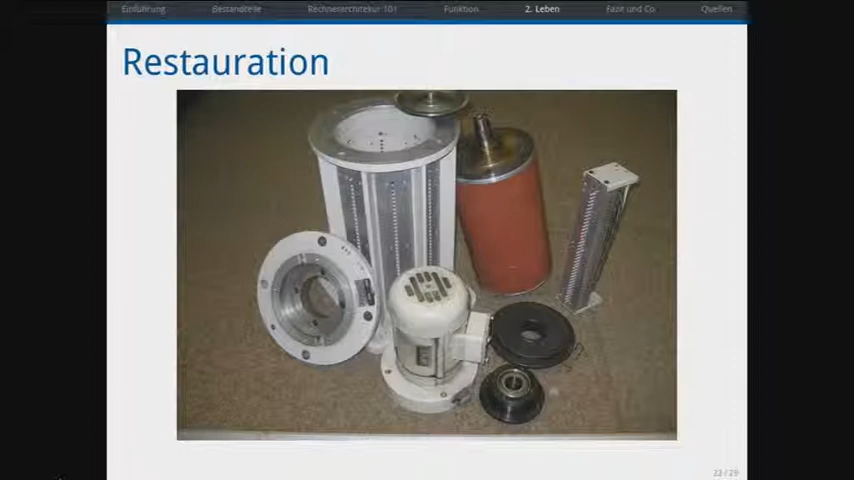 Einführung Bestandteile Rechnerarchitektur 101 Funktion 2. Leben Fazit und Co Quellen
Restauration
22 / 29